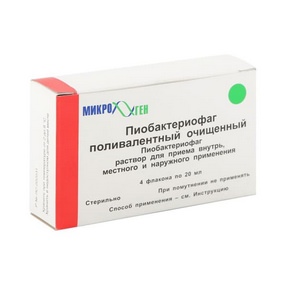 МИКРОГЕН
Пиобактериофаг
поливалентный очищенный
Пиобактериофаг
раствор для приема внутрь,
местного и наружного применения
4 флакона по 20 мл
Стерильно
При помутнении не применять
Способ применения – см. Инструкцию